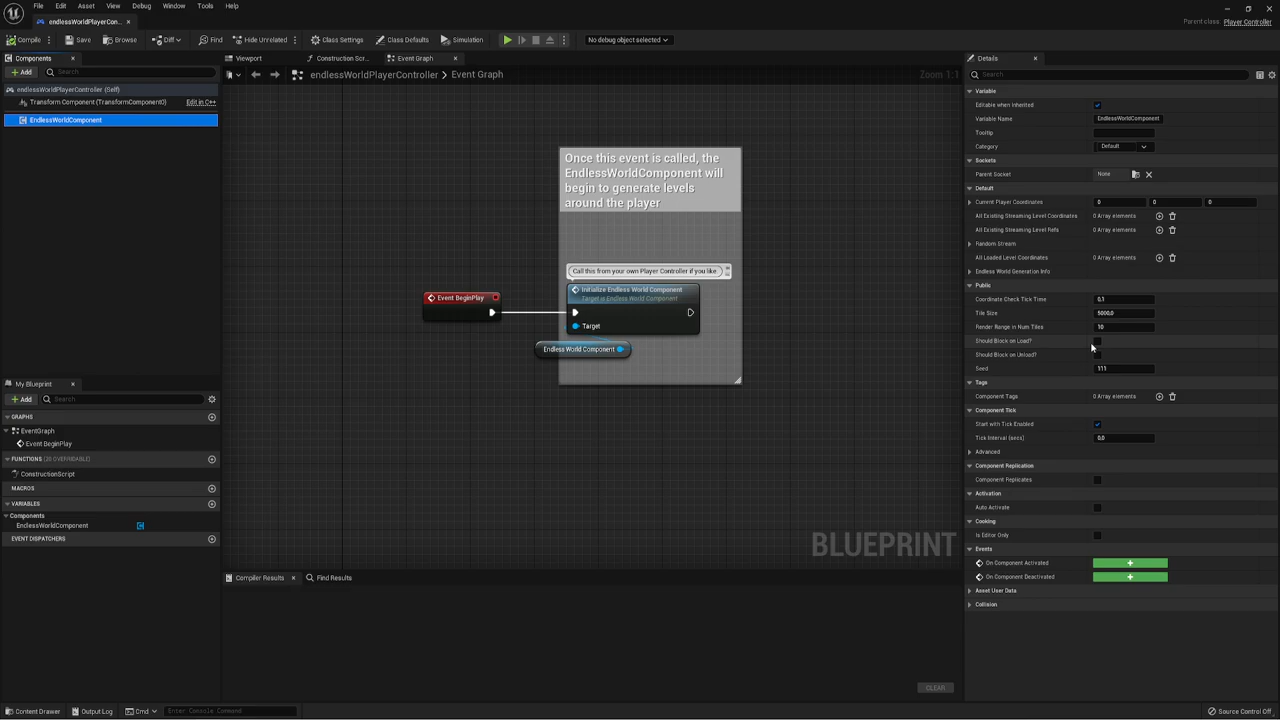 File Edit Asset View Debug Window Tools Help
endlessWorldPlayerCon... ×
Parent class: Player Controller
Compile Save Browse Diff Find Hide Unrelated Class Settings Class Defaults Simulation No debug object selected
Components ×
Viewport Construction Scr... Event Graph ×
Details ×
Add Search
endlessWorldPlayerController > Event Graph
Zoom 1:1
Search
endlessWorldPlayerController (Self)
Transform Component (TransformComponent0) Edit in C++
EndlessWorldComponent
Once this event is called, the
EndlessWorldComponent will
begin to generate levels
around the player
Call this from your own Player Controller if you like
Event BeginPlay
Initialize Endless World Component
Target is Endless World Component
Target
Endless World Component
BLUEPRINT
Variable
Editable when Inherited
Variable Name EndlessWorldComponent
Tooltip
Category Default
Sockets
Parent Socket None
Default
Current Player Coordinates 0 0 0
All Existing Streaming Level Coordinates 0 Array elements
All Existing Streaming Level Refs 0 Array elements
Random Stream
All Loaded Level Coordinates 0 Array elements
Endless World Generation Info
Public
Coordinate Check Tick Time 0,1
Tile Size 5000,0
Render Range in Num Tiles 10
Should Block on Load?
Should Block on Unload?
Seed 111
Tags
Component Tags 0 Array elements
Component Tick
Start with Tick Enabled
Tick Interval (secs) 0,0
Advanced
Component Replication
Component Replicates
Activation
Auto Activate
Cooking
Is Editor Only
Events
On Component Activated
On Component Deactivated
Asset User Data
Collision
My Blueprint ×
Add Search
GRAPHS
EventGraph
Event BeginPlay
FUNCTIONS (20 OVERRIDABLE)
ConstructionScript
MACROS
VARIABLES
Components
EndlessWorldComponent
EVENT DISPATCHERS
Compiler Results × Find Results
CLEAR
Content Drawer Output Log Cmd Enter Console Command
Source Control Off